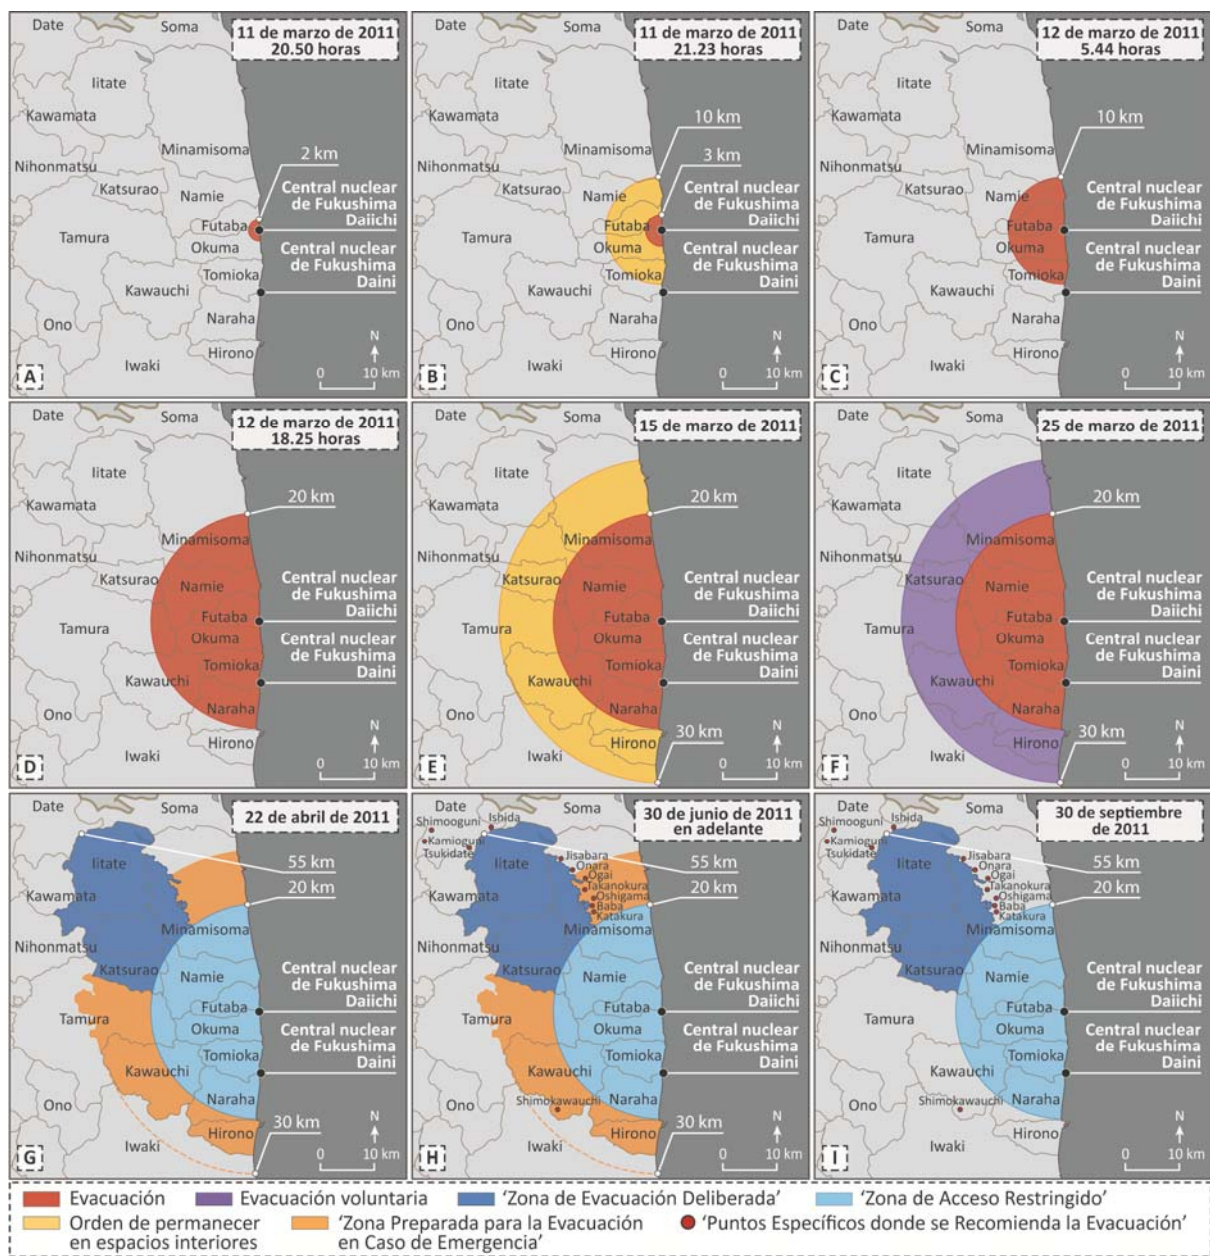 Date
Soma
11 de marzo de 2011
20.50 horas
Iitate
Kawamata
Minamisoma
2 km
Nihonmatsu
Katsurao
Namie
Central nuclear
de Fukushima
Daiichi
Futaba
Tamura
Okuma
Central nuclear
de Fukushima
Daini
Tomioka
Kawauchi
Ono
Naraha
Hirono
Iwaki
N
0 10 km
A
Date
Soma
11 de marzo de 2011
21.23 horas
Iitate
Kawamata
10 km
Minamisoma
3 km
Nihonmatsu
Katsurao
Namie
Central nuclear
de Fukushima
Daiichi
Futaba
Tamura
Okuma
Central nuclear
de Fukushima
Daini
Tomioka
Kawauchi
Ono
Naraha
Hirono
Iwaki
N
0 10 km
B
Date
Soma
12 de marzo de 2011
5.44 horas
Iitate
Kawamata
10 km
Minamisoma
Nihonmatsu
Katsurao
Namie
Central nuclear
de Fukushima
Daiichi
Futaba
Tamura
Okuma
Central nuclear
de Fukushima
Daini
Tomioka
Kawauchi
Ono
Naraha
Hirono
Iwaki
N
0 10 km
C
Date
Soma
12 de marzo de 2011
18.25 horas
Iitate
20 km
Kawamata
Minamisoma
Nihonmatsu
Katsurao
Namie
Central nuclear
de Fukushima
Daiichi
Futaba
Tamura
Okuma
Central nuclear
de Fukushima
Daini
Tomioka
Kawauchi
Ono
Naraha
Hirono
Iwaki
N
0 10 km
D
Date
Soma
15 de marzo de 2011
Iitate
20 km
Kawamata
Minamisoma
Nihonmatsu
Katsurao
Namie
Central nuclear
de Fukushima
Daiichi
Futaba
Tamura
Okuma
Central nuclear
de Fukushima
Daini
Tomioka
Kawauchi
Ono
Naraha
Hirono
30 km
Iwaki
N
0 10 km
E
Date
Soma
25 de marzo de 2011
Iitate
20 km
Kawamata
Minamisoma
Nihonmatsu
Katsurao
Namie
Central nuclear
de Fukushima
Daiichi
Futaba
Tamura
Okuma
Central nuclear
de Fukushima
Daini
Tomioka
Kawauchi
Ono
Naraha
Hirono
30 km
Iwaki
N
0 10 km
F
Date
Soma
22 de abril de 2011
Iitate
55 km
20 km
Kawamata
Minamisoma
Nihonmatsu
Katsurao
Namie
Central nuclear
de Fukushima
Daiichi
Futaba
Tamura
Okuma
Central nuclear
de Fukushima
Daini
Tomioka
Kawauchi
Ono
Naraha
30 km
Hirono
Iwaki
N
0 10 km
G
Date
Soma
30 de junio de 2011
en adelante
Shimooguni
Ishida
Kamioguni
Tsukidate
Iitate
Jisabara
Onara
Ogai
Takanokura
Oshigama
Baba
Katakura
55 km
20 km
Kawamata
Minamisoma
Nihonmatsu
Katsurao
Namie
Central nuclear
de Fukushima
Daiichi
Futaba
Tamura
Okuma
Central nuclear
de Fukushima
Daini
Tomioka
Kawauchi
Ono
Naraha
Shimokawauchi
30 km
Hirono
Iwaki
N
0 10 km
H
Date
Soma
30 de septiembre
de 2011
Shimooguni
Ishida
Kamioguni
Tsukidate
Iitate
Jisabara
Onara
Ogai
Takanokura
Oshigama
Baba
Katakura
55 km
20 km
Kawamata
Minamisoma
Nihonmatsu
Katsurao
Namie
Central nuclear
de Fukushima
Daiichi
Futaba
Tamura
Okuma
Central nuclear
de Fukushima
Daini
Tomioka
Kawauchi
Ono
Naraha
Shimokawauchi
Hirono
Iwaki
N
0 10 km
I
Evacuación
Evacuación voluntaria
‘Zona de Evacuación Deliberada’
‘Zona de Acceso Restringido’
Orden de permanecer
en espacios interiores
‘Zona Preparada para la Evacuación
en Caso de Emergencia’
‘Puntos Específicos donde se Recomienda la Evacuación’